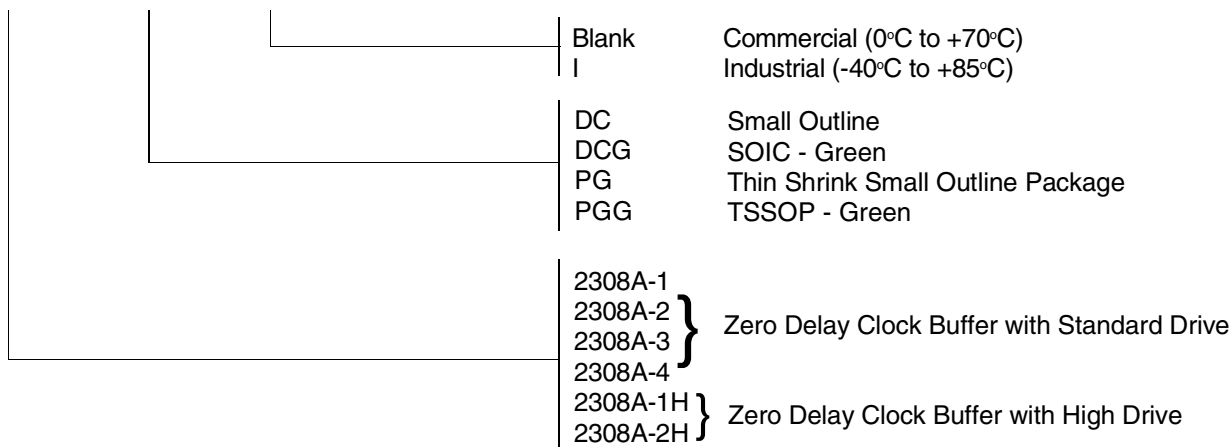 Blank Commercial (0°C to +70°C)
I Industrial (-40°C to +85°C)
DC Small Outline
DCG SOIC - Green
PG Thin Shrink Small Outline Package
PGG TSSOP - Green
2308A-1
2308A-2
Zero Delay Clock Buffer with Standard Drive
2308A-3
2308A-4
2308A-1H
Zero Delay Clock Buffer with High Drive
2308A-2H